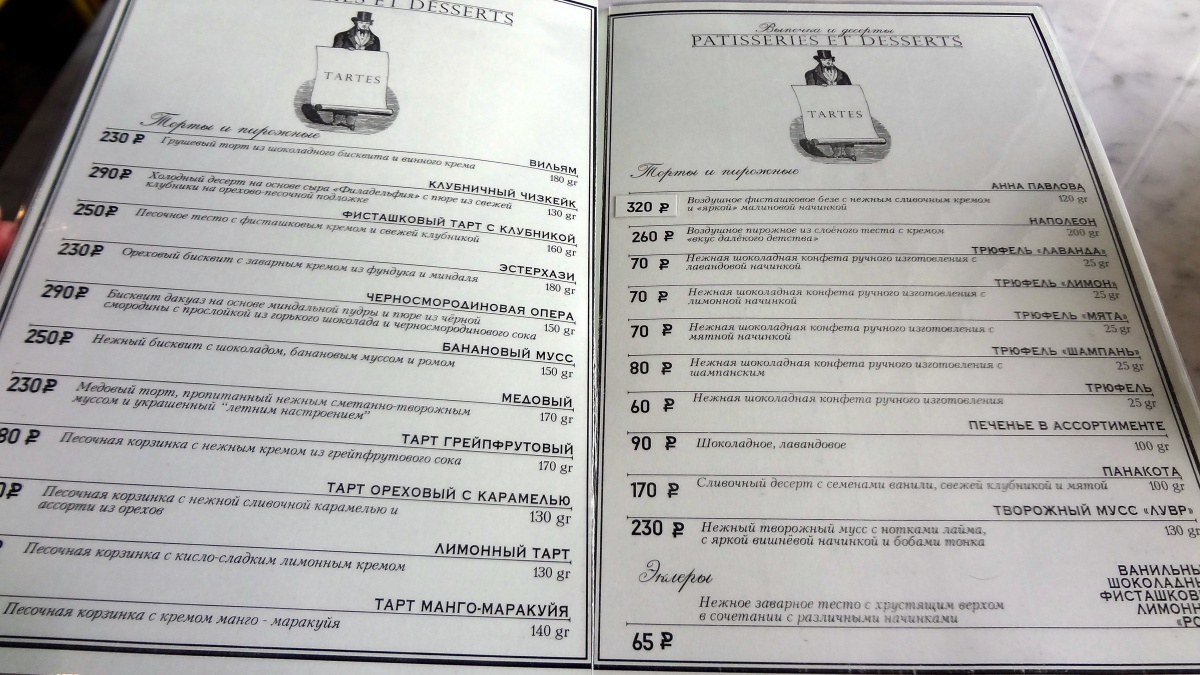 ET DESSERTS
TARTES
Торты и пирожные
230 ₽
ВИЛЬЯМ
Грушевый торт из шоколадного бисквита и винного крема
180 gr
290₽
КЛУБНИЧНЫЙ ЧИЗКЕЙК
Холодный десерт на основе сыра «Филадельфия» с пюре из свежей
клубники на орехово-песочной подложке
130 gr
250₽
ФИСТАШКОВЫЙ ТАРТ С КЛУБНИКОЙ
Песочное тесто с фисташковым кремом и свежей клубникой
160 gr
230₽
ЭСТЕРХАЗИ
Ореховый бисквит с заварным кремом из фундука и миндаля
180 gr
290₽
ЧЕРНОСМОРОДИНОВАЯ ОПЕРА
Бисквит дакуаз на основе миндальной пудры и пюре из чёрной
смородины с прослойкой из горького шоколада и черносмородинового сока
150 gr
250₽
БАНАНОВЫЙ МУСС
Нежный бисквит с шоколадом, банановым муссом и ромом
150 gr
230₽
МЕДОВЫЙ
Медовый торт, пропитанный нежным сметанно-творожным
муссом и украшенный "летним настроением"
170 gr
80 ₽
ТАРТ ГРЕЙПФРУТОВЫЙ
Песочная корзинка с нежным кремом из грейпфрутового сока
170 gr
0₽
ТАРТ ОРЕХОВЫЙ С КАРАМЕЛЬЮ
Песочная корзинка с нежной сливочной карамелью и
ассорти из орехов
130 gr
ЛИМОННЫЙ ТАРТ
Песочная корзинка с кисло-сладким лимонным кремом
130 gr
ТАРТ МАНГО-МАРАКУЙЯ
Песочная корзинка с кремом манго - маракуйя
140 gr
Выпечка и десерты
PATISSERIES ET DESSERTS
TARTES
Торты и пирожные
АННА ПАВЛОВА
320 ₽
Воздушное фисташковое безе с нежным сливочным кремом
и «яркой» малиновой начинкой
120 gr
НАПОЛЕОН
260 ₽
Воздушное пирожное из слоёного теста с кремом
«вкус далёкого детства»
200 gr
ТРЮФЕЛЬ «ЛАВАНДА»
70 ₽
Нежная шоколадная конфета ручного изготовления с
лавандовой начинкой
25 gr
ТРЮФЕЛЬ «ЛИМОН»
70 ₽
Нежная шоколадная конфета ручного изготовления с
лимонной начинкой
25 gr
ТРЮФЕЛЬ «МЯТА»
70 ₽
Нежная шоколадная конфета ручного изготовления с
мятной начинкой
25 gr
ТРЮФЕЛЬ «ШАМПАНЬ»
80 ₽
Нежная шоколадная конфета ручного изготовления с
шампанским
25 gr
ТРЮФЕЛЬ
60 ₽
Нежная шоколадная конфета ручного изготовления
25 gr
ПЕЧЕНЬЕ В АССОРТИМЕНТЕ
90 ₽
Шоколадное, лавандовое
100 gr
ПАНАКОТА
170 ₽
Сливочный десерт с семенами ванили, свежей клубникой и мятой
100 gr
ТВОРОЖНЫЙ МУСС «ЛУВР»
230 ₽
Нежный творожный мусс с нотками лайма,
с яркой вишнёвой начинкой и бобами тонка
130 gr
Эклеры
ВАНИЛЬНЫ
ШОКОЛАДНЫ
ФИСТАШКОВ
ЛИМОНН
«РО
Нежное заварное тесто с хрустящим верхом
в сочетании с различными начинками
65 ₽